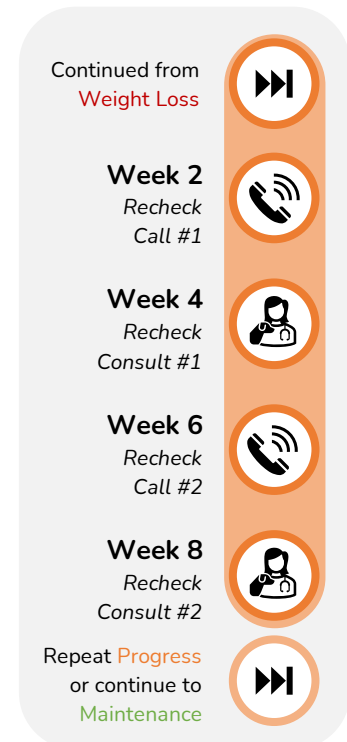 Continued from
Weight Loss
Week 2
Recheck
Call #1
Week 4
Recheck
Consult #1
Week 6
Recheck
Call #2
Week 8
Recheck
Consult #2
Repeat Progress
or continue to
Maintenance